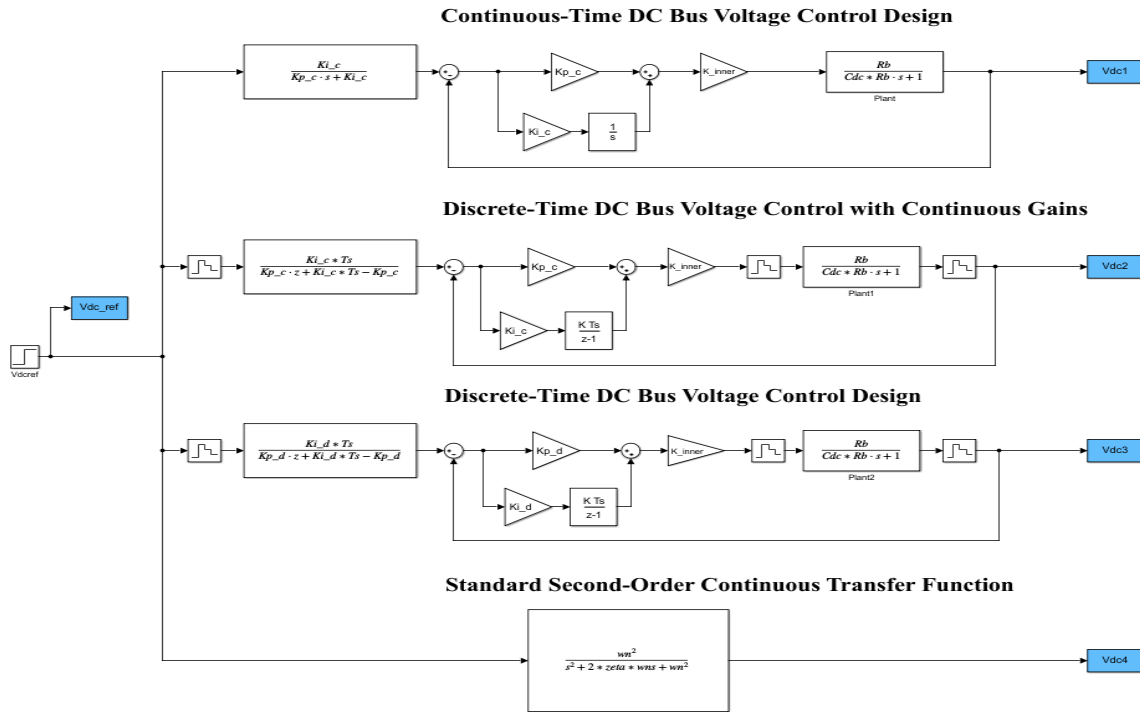 Continuous-Time DC Bus Voltage Control Design
Ki_c
Kp_c · s + Ki_c
+
-
Kp_c
Ki_c
1
s
+
+
K_inner
Rb
Cdc * Rb · s + 1
Plant
Vdc1
Discrete-Time DC Bus Voltage Control with Continuous Gains
Ki_c * Ts
Kp_c · z + Ki_c * Ts − Kp_c
+
-
Kp_c
Ki_c
K Ts
z-1
+
+
K_inner
Rb
Cdc * Rb · s + 1
Plant1
Vdc2
Vdc_ref
Vdcref
Discrete-Time DC Bus Voltage Control Design
Ki_d * Ts
Kp_d · z + Ki_d * Ts − Kp_d
+
-
Kp_d
Ki_d
K Ts
z-1
+
+
K_inner
Rb
Cdc * Rb · s + 1
Plant2
Vdc3
Standard Second-Order Continuous Transfer Function
wn²
s² + 2 * zeta * wns + wn²
Vdc4